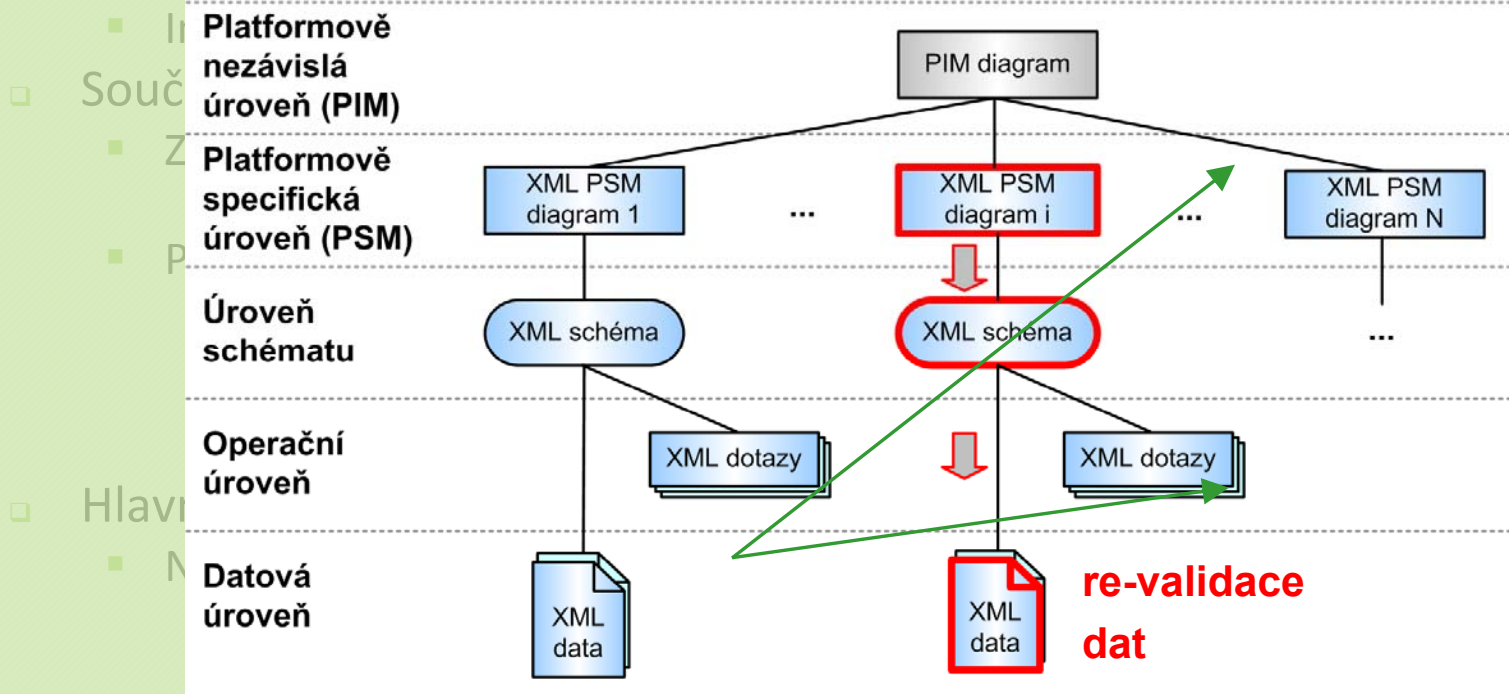 Platformově
nezávislá
úroveň (PIM)
PIM diagram
Souč
Platformově
specifická
úroveň (PSM)
XML PSM
diagram 1
...
XML PSM
diagram i
...
XML PSM
diagram N
Úroveň
schématu
XML schéma
XML schéma
...
Operační
úroveň
XML dotazy
XML dotazy
Hlavn
Datová
úroveň
XML
data
XML
data
re-validace
dat